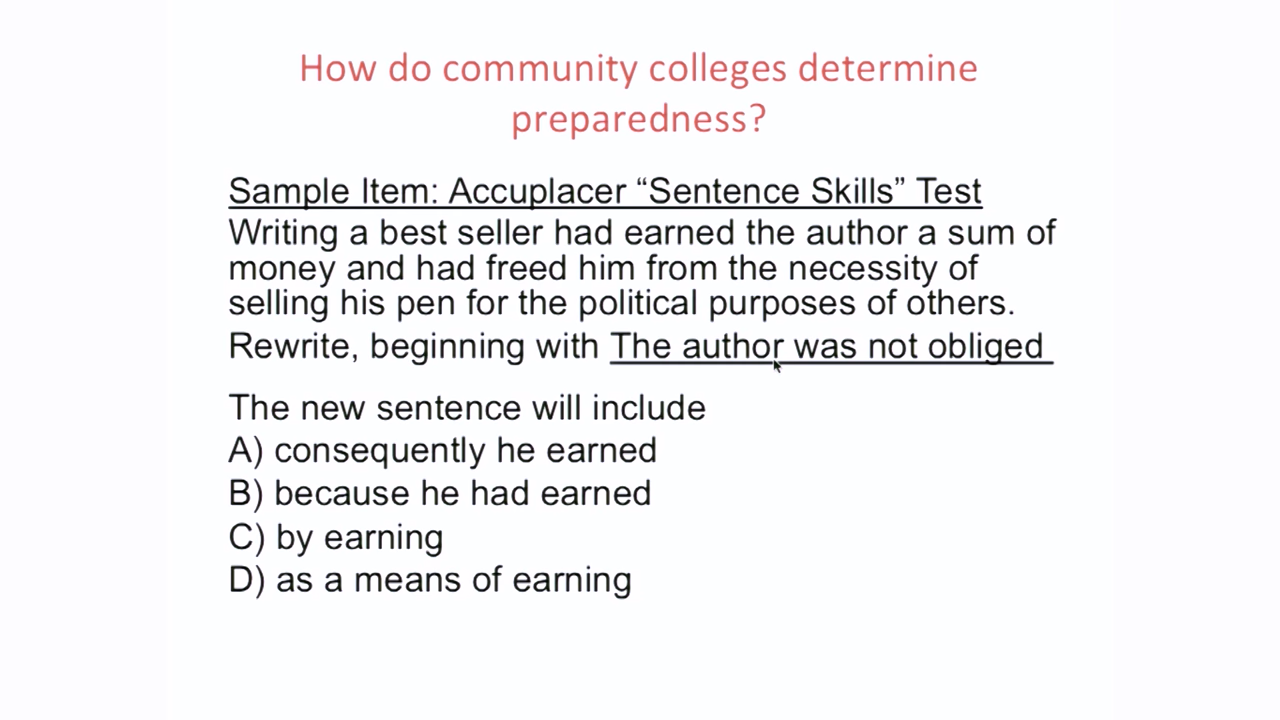 How do community colleges determine
preparedness?
Sample Item: Accuplacer “Sentence Skills” Test
Writing a best seller had earned the author a sum of
money and had freed him from the necessity of
selling his pen for the political purposes of others.
Rewrite, beginning with The author was not obliged
The new sentence will include
A) consequently he earned
B) because he had earned
C) by earning
D) as a means of earning